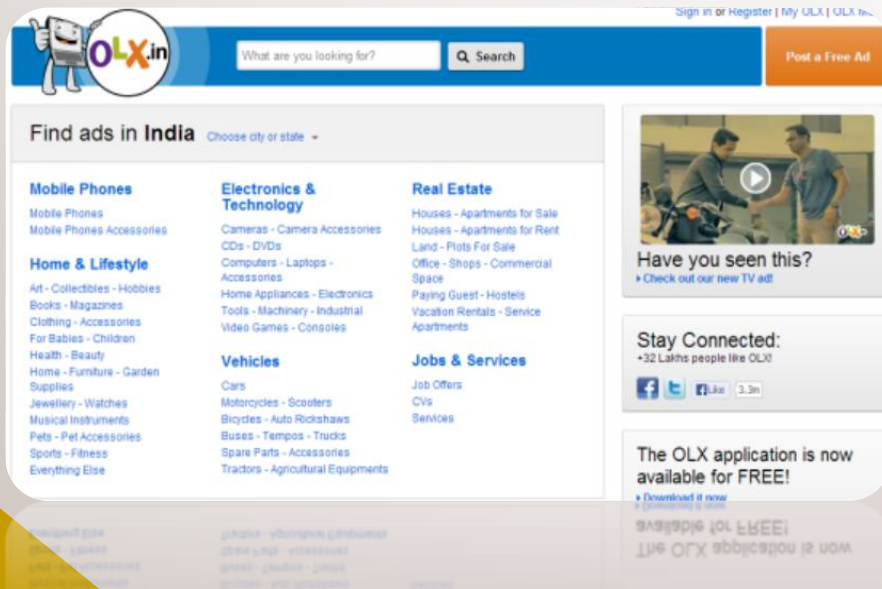 Sign in or Register | My OLX | OLX
OLX.in
What are you looking for?
Search
Post a Free Ad
Find ads in India Choose city or state
Mobile Phones
Mobile Phones
Mobile Phones Accessories
Home & Lifestyle
Art - Collectibles - Hobbies
Books - Magazines
Clothing - Accessories
For Babies - Children
Health - Beauty
Home - Furniture - Garden
Supplies
Jewellery - Watches
Musical Instruments
Pets - Pet Accessories
Sports - Fitness
Everything Else
Electronics &
Technology
Cameras - Camera Accessories
CDs - DVDs
Computers - Laptops -
Accessories
Home Appliances - Electronics
Tools - Machinery - Industrial
Video Games - Consoles
Vehicles
Cars
Motorcycles - Scooters
Bicycles - Auto Rickshaws
Buses - Tempos - Trucks
Spare Parts - Accessories
Tractors - Agricultural Equipments
Real Estate
Houses - Apartments for Sale
Houses - Apartments for Rent
Land - Plots For Sale
Office - Shops - Commercial
Space
Paying Guest - Hostels
Vacation Rentals - Service
Apartments
Jobs & Services
Job Offers
CVs
Services
OLX
Have you seen this?
Check out our new TV ad!
Stay Connected:
+32 Lakhs people like OLX!
Like 3.3m
The OLX application is now
available for FREE!
Download it now